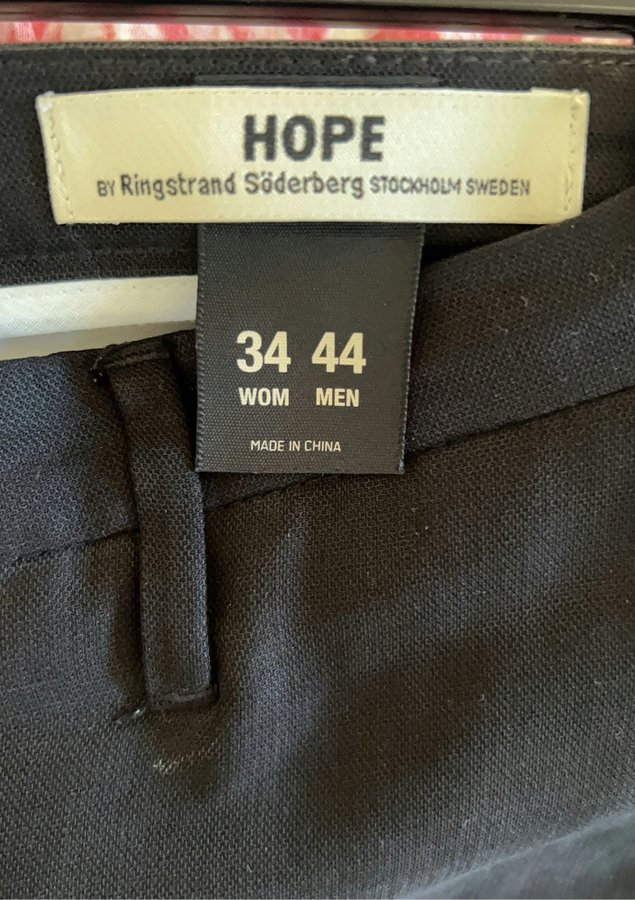 HOPE
BY Ringstrand Söderberg STOCKHOLM SWEDEN
34 44
WOM MEN
MADE IN CHINA